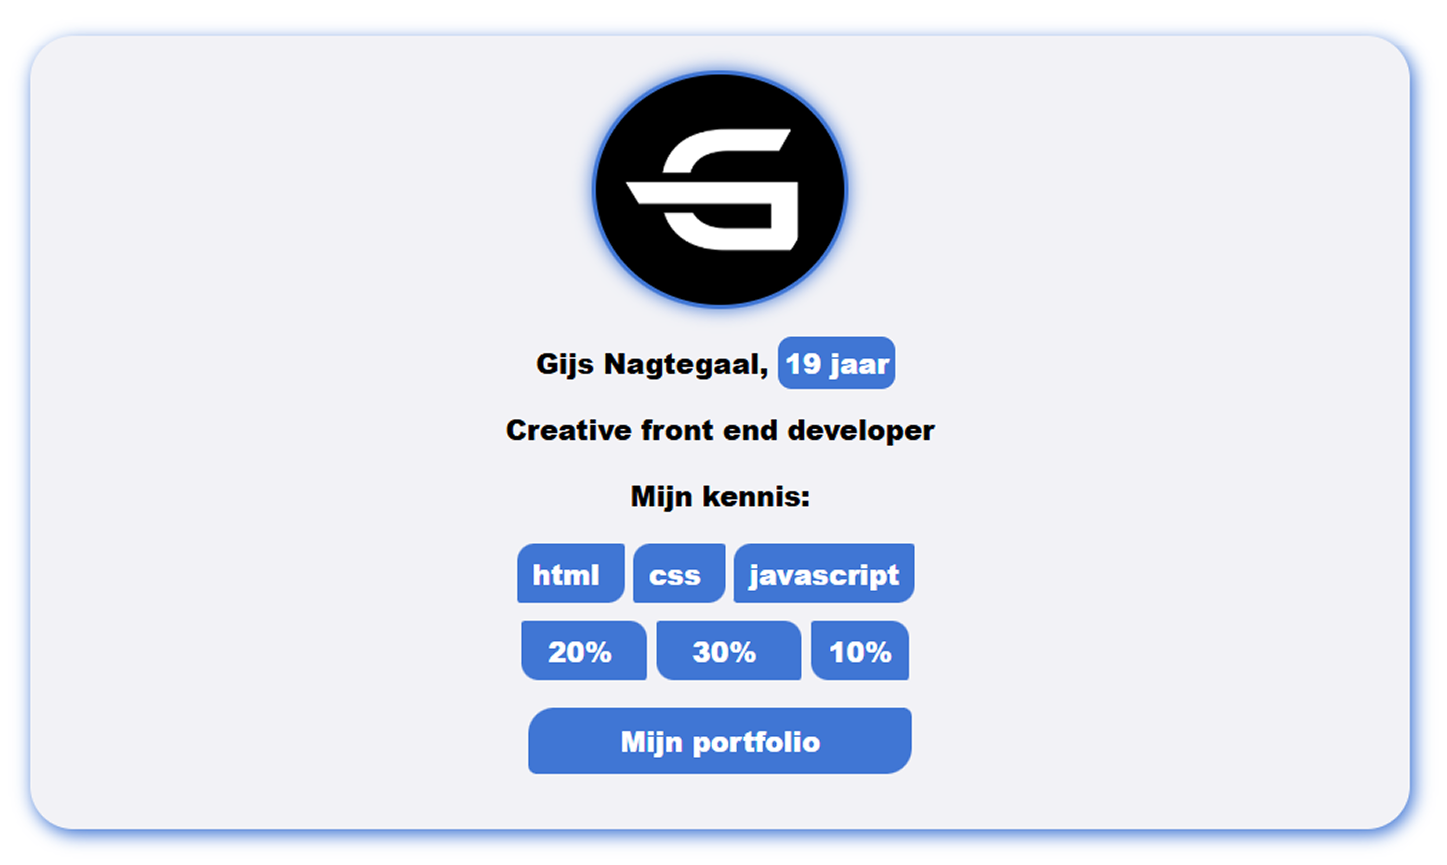 G
Gijs Nagtegaal, 19 jaar
Creative front end developer
Mijn kennis:
html css javascript
20% 30% 10%
Mijn portfolio